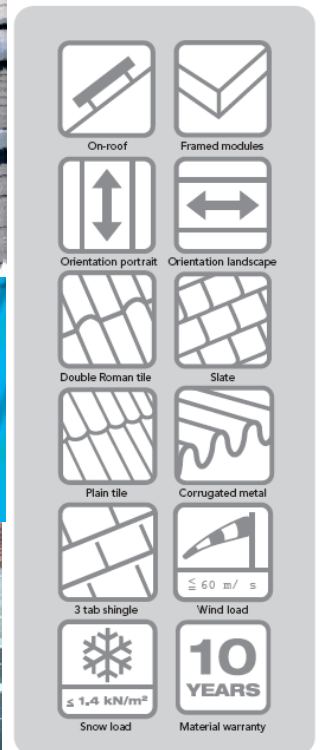 On-roof
Framed modules
Orientation portrait
Orientation landscape
Double Roman tile
Slate
Plain tile
Corrugated metal
3 tab shingle
≦ 60 m/ s
Wind load
≤ 1.4 kN/m²
Snow load
10
YEARS
Material warranty